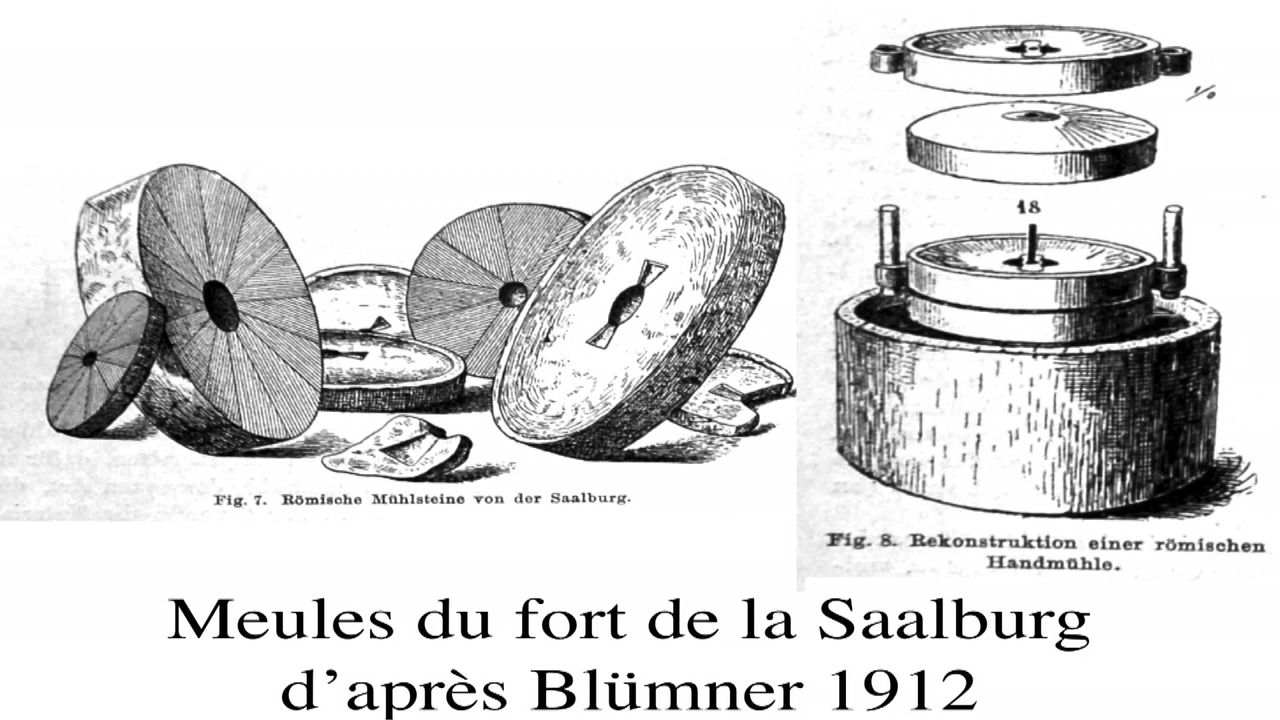 18
Fig. 7. Römische Mühlsteine von der Saalburg.
Fig. 8. Rekonstruktion einer römischen
Handmühle.
Meules du fort de la Saalburg
d’après Blümner 1912